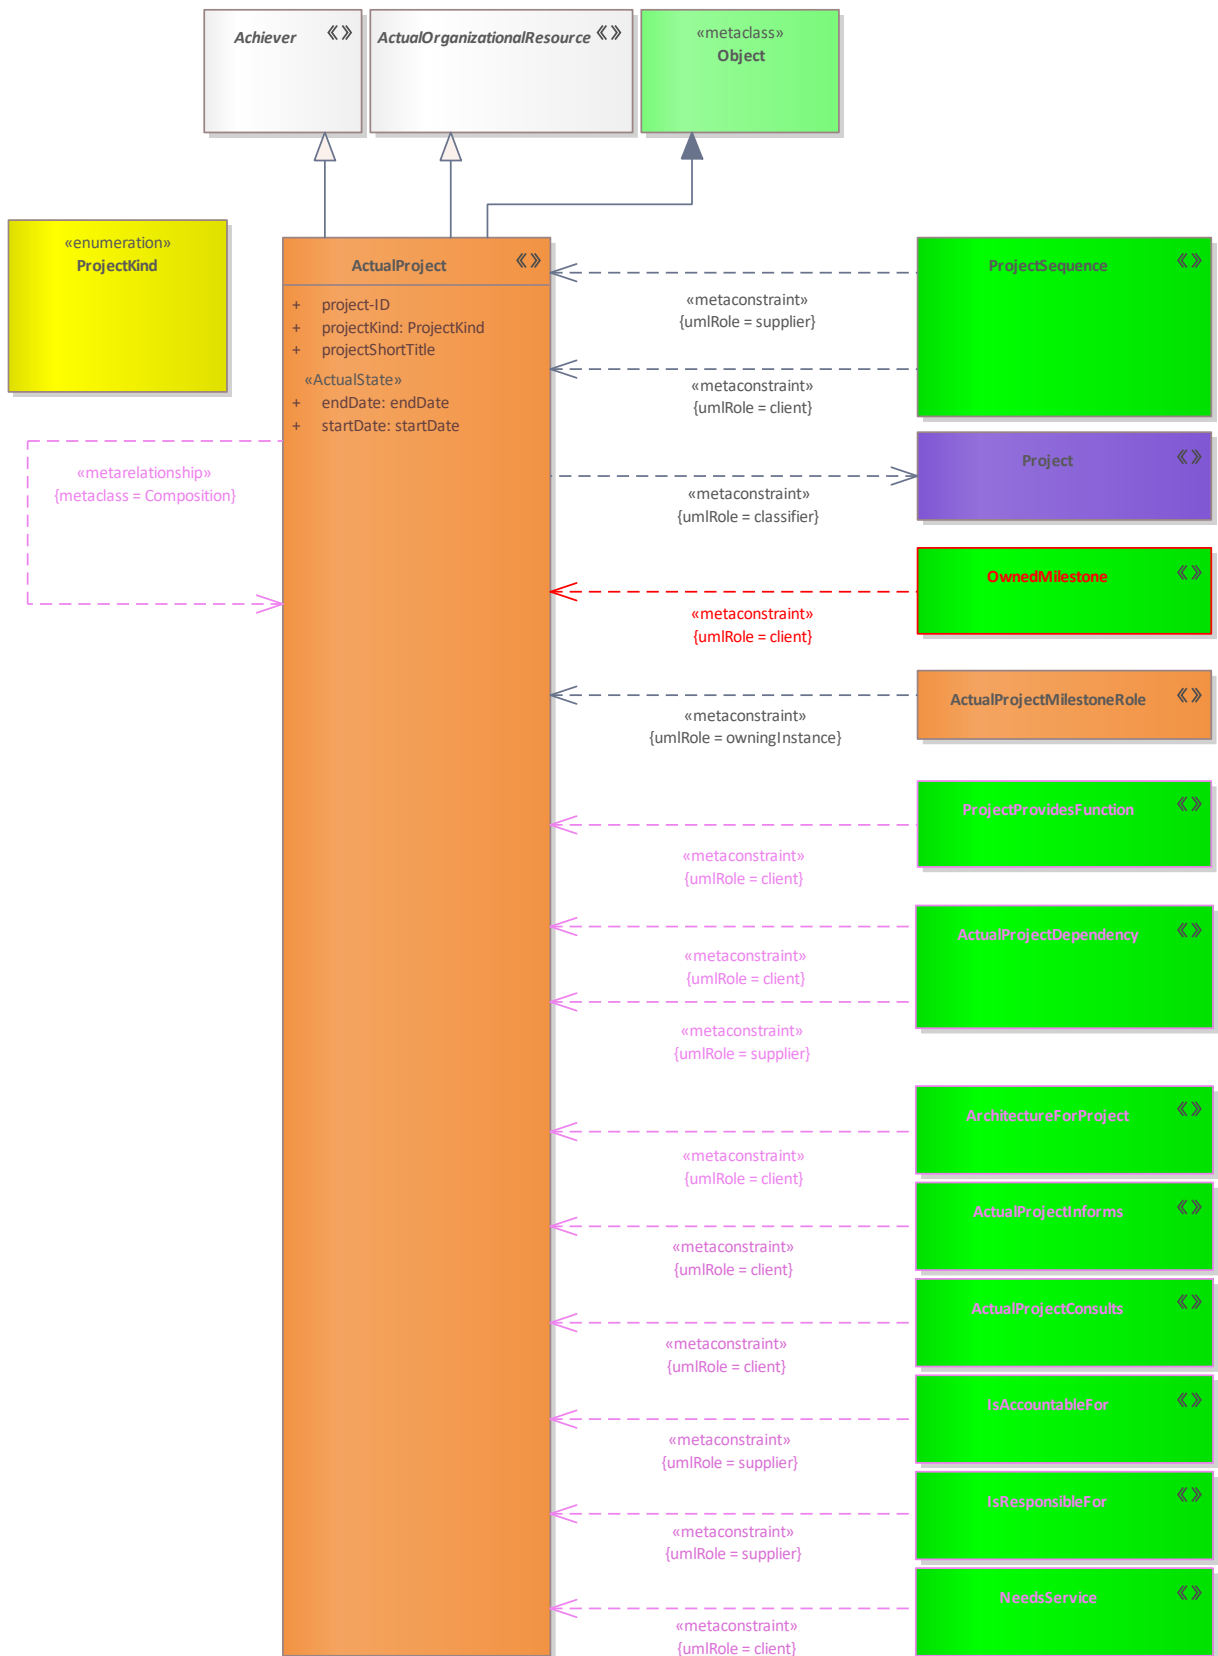 Achiever
ActualOrganizationalResource
«metaclass»
Object
«enumeration»
ProjectKind
ActualProject
+ project-ID
+ projectKind: ProjectKind
+ projectShortTitle
«ActualState»
+ endDate: endDate
+ startDate: startDate
«metarelationship»
{metaclass = Composition}
ProjectSequence
«metaconstraint»
{umlRole = supplier}
«metaconstraint»
{umlRole = client}
Project
«metaconstraint»
{umlRole = classifier}
OwnedMilestone
«metaconstraint»
{umlRole = client}
ActualProjectMilestoneRole
«metaconstraint»
{umlRole = owningInstance}
ProjectProvidesFunction
«metaconstraint»
{umlRole = client}
ActualProjectDependency
«metaconstraint»
{umlRole = client}
«metaconstraint»
{umlRole = supplier}
ArchitectureForProject
«metaconstraint»
{umlRole = client}
ActualProjectInforms
«metaconstraint»
{umlRole = client}
ActualProjectConsults
«metaconstraint»
{umlRole = client}
IsAccountableFor
«metaconstraint»
{umlRole = supplier}
IsResponsibleFor
«metaconstraint»
{umlRole = supplier}
NeedsService
«metaconstraint»
{umlRole = client}